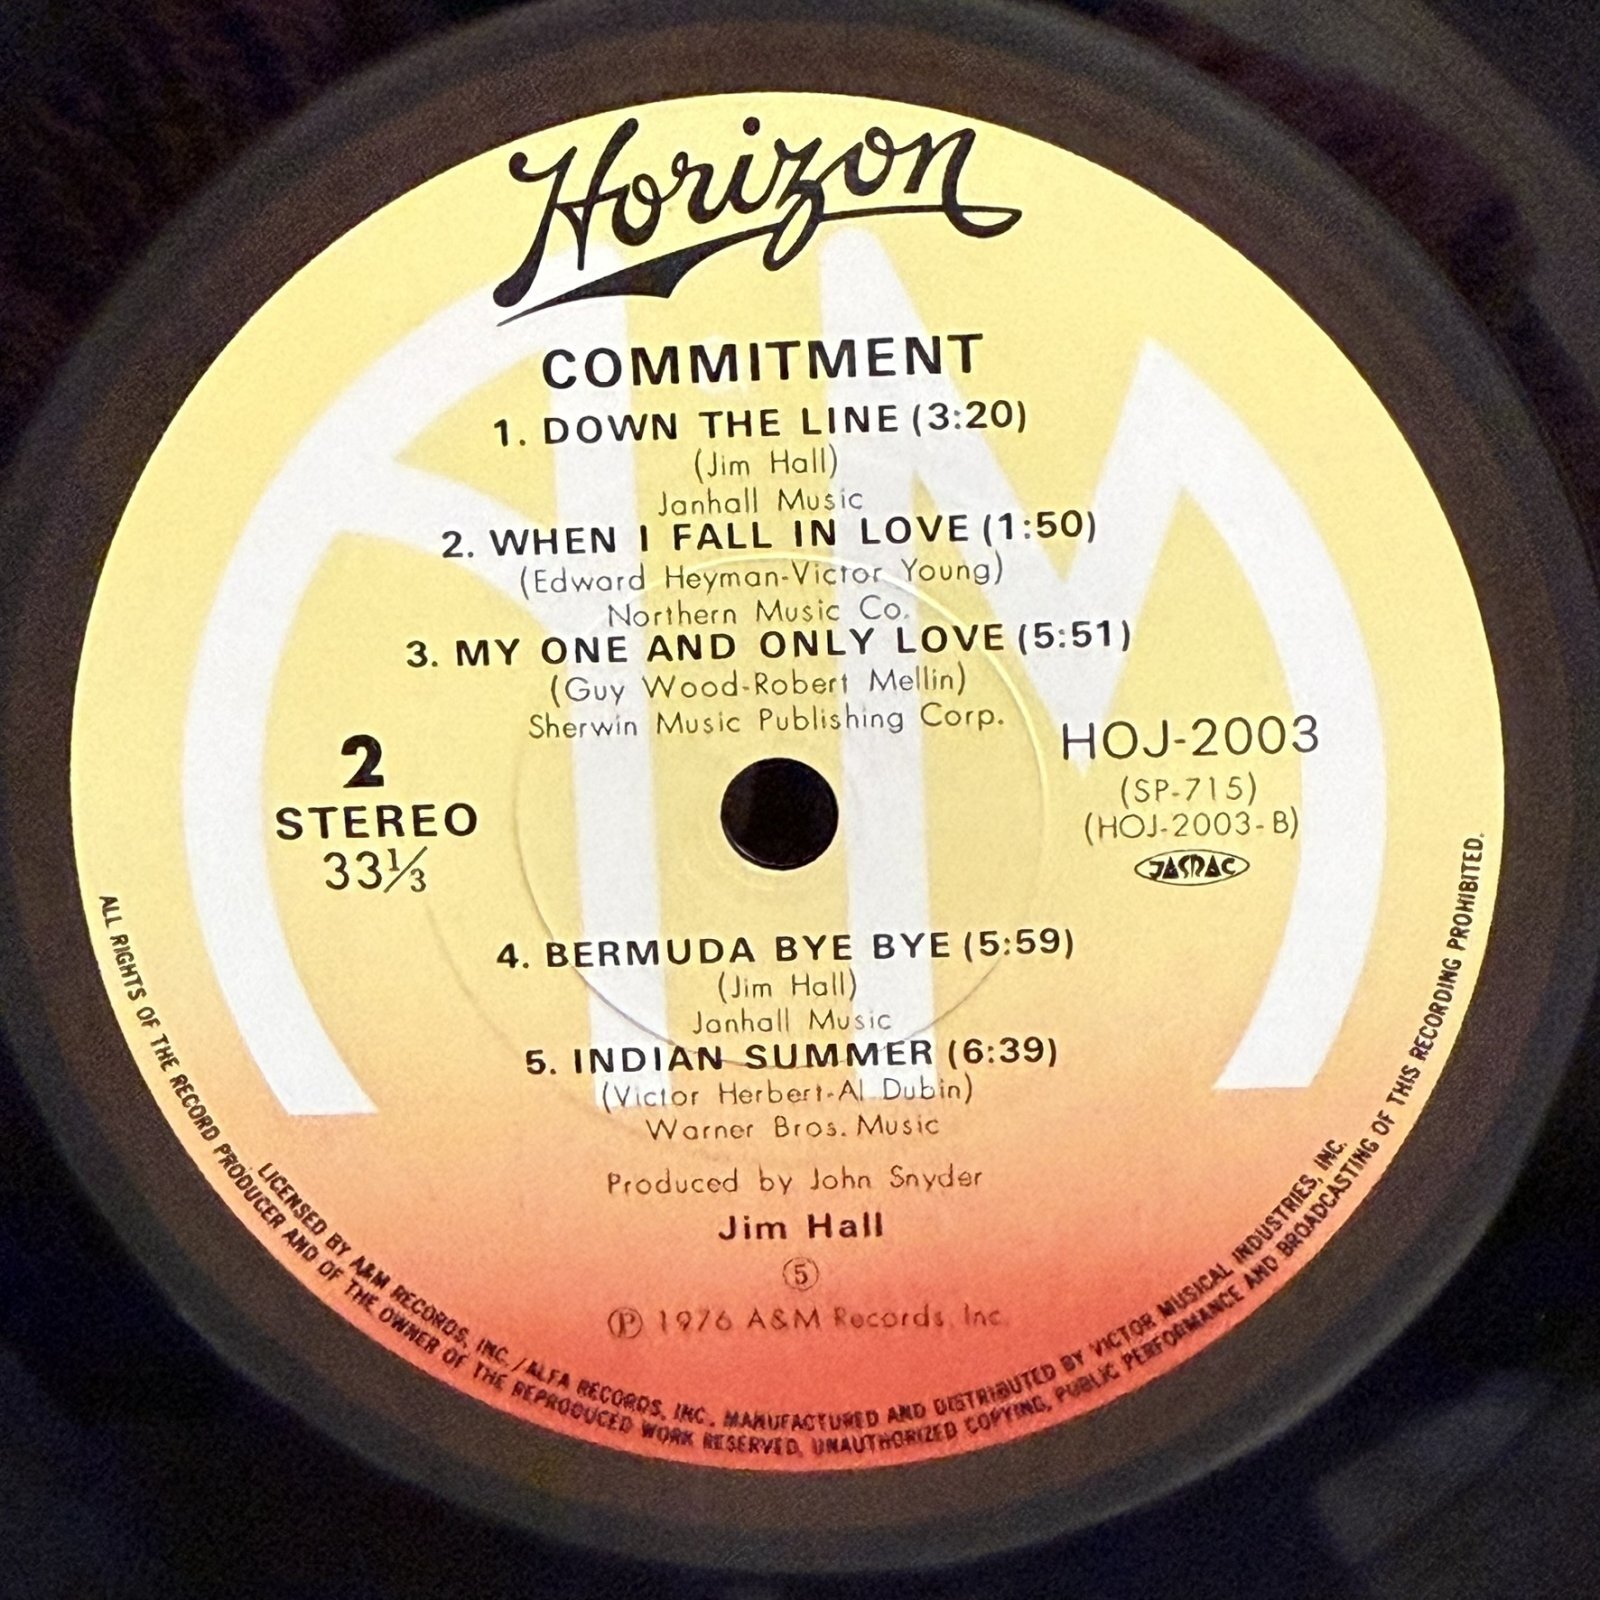 Horizon
COMMITMENT
1. DOWN THE LINE (3:20)
(Jim Hall)
Janhall Music
2. WHEN I FALL IN LOVE (1:50)
(Edward Heyman-Victor Young)
Northern Music Co.
3. MY ONE AND ONLY LOVE (5:51)
(Guy Wood-Robert Mellin)
Sherwin Music Publishing Corp.
2
STEREO
33⅓
HOJ-2003
(SP-715)
(HOJ-2003-B)
JASRAC
4. BERMUDA BYE BYE (5:59)
(Jim Hall)
Janhall Music
5. INDIAN SUMMER (6:39)
(Victor Herbert-Al Dubin)
Warner Bros. Music
Produced by John Snyder
Jim Hall
⑤
Ⓟ 1976 A&M Records, Inc.
LICENSED BY A&M RECORDS, INC. / ALFA RECORDS, INC. MANUFACTURED AND DISTRIBUTED BY VICTOR MUSICAL INDUSTRIES, INC.
ALL RIGHTS OF THE RECORD PRODUCER AND OF THE OWNER OF THE REPRODUCED WORK RESERVED. UNAUTHORIZED COPYING, PUBLIC PERFORMANCE AND BROADCASTING OF THIS RECORDING PROHIBITED.